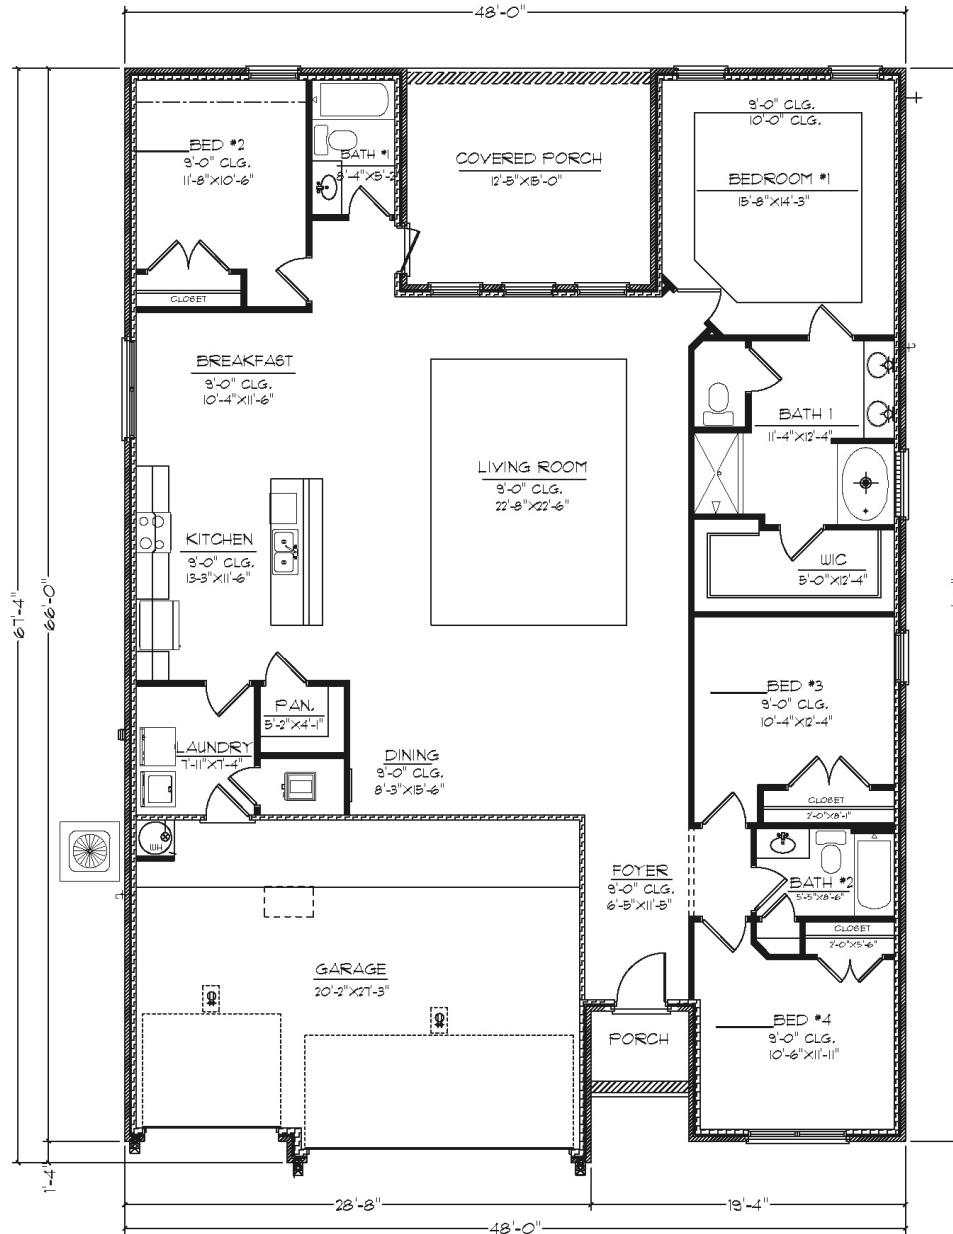 48'-0"
9'-0" CLG.
10'-0" CLG.
BED #2
9'-0" CLG.
11'-8"X10'-6"
BATH #1
8'-4"X5'-2
COVERED PORCH
12'-5"X15'-0"
BEDROOM #1
15'-8"X14'-3"
CLOSET
BREAKFAST
9'-0" CLG.
10'-4"X11'-6"
BATH 1
11'-4"X12'-4"
LIVING ROOM
9'-0" CLG.
22'-8"X22'-6"
KITCHEN
9'-0" CLG.
13-3"X11'-6"
WIC
5'-0"X12'-4"
67'-4"
66'-0"
BED #3
9'-0" CLG.
10'-4"X12'-4"
PAN.
5'-2"X4'-1"
LAUNDRY
7'-11"X7'-4"
DINING
9'-0" CLG.
8'-3"X15'-6"
CLOSET
2'-0"X8'-1"
WH
FOYER
9'-0" CLG.
6'-5"X11'-5"
BATH #2
5'-5"X8'-6"
CLOSET
2'-0"X5'-6"
GARAGE
20'-2"X27'-3"
BED #4
9'-0" CLG.
10'-6"X11'-11"
PORCH
1'-4"
28'-8"
19'-4"
48'-0"